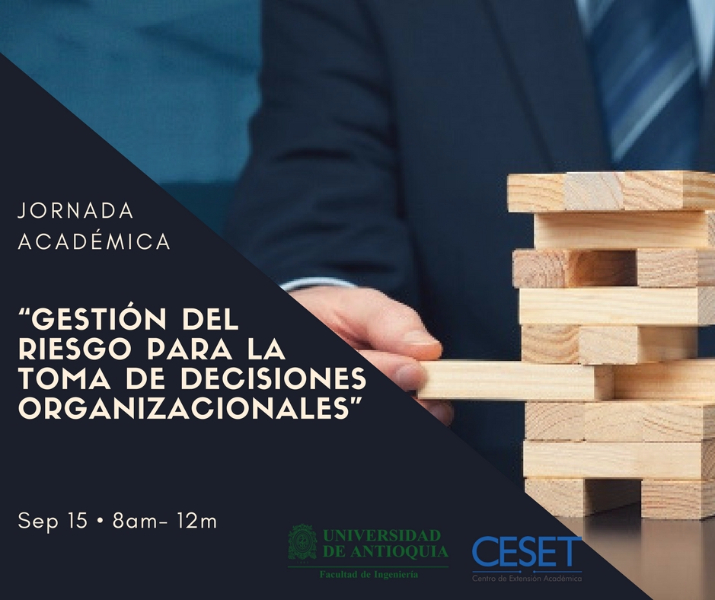 JORNADA
ACADÉMICA
“GESTIÓN DEL
RIESGO PARA LA
TOMA DE DECISIONES
ORGANIZACIONALES”
Sep 15 • 8am– 12m
UNIVERSIDAD
DE ANTIOQUIA
Facultad de Ingeniería
CESET
Centro de Extensión Académica